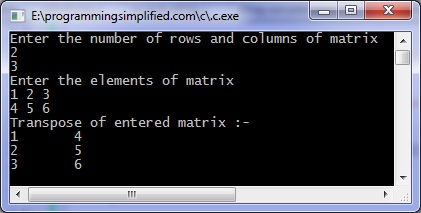 E:\programmingsimplified.com\c\.c.exe
Enter the number of rows and columns of matrix
2
3
Enter the elements of matrix
1 2 3
4 5 6
Transpose of entered matrix :-
1 4
2 5
3 6